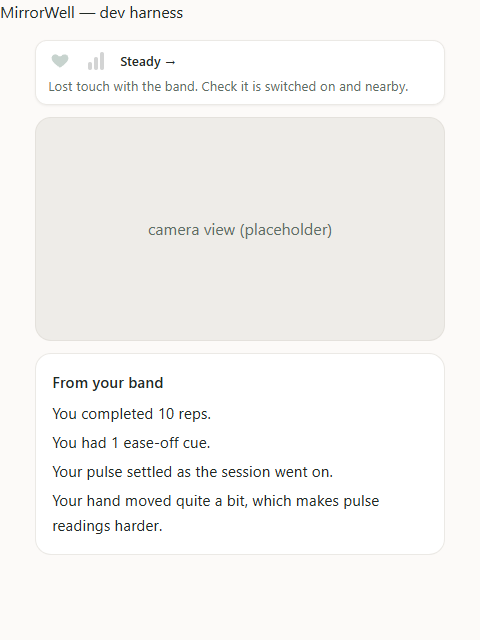 MirrorWell — dev harness
Steady →
Lost touch with the band. Check it is switched on and nearby.
camera view (placeholder)
From your band
You completed 10 reps.
You had 1 ease-off cue.
Your pulse settled as the session went on.
Your hand moved quite a bit, which makes pulse
readings harder.